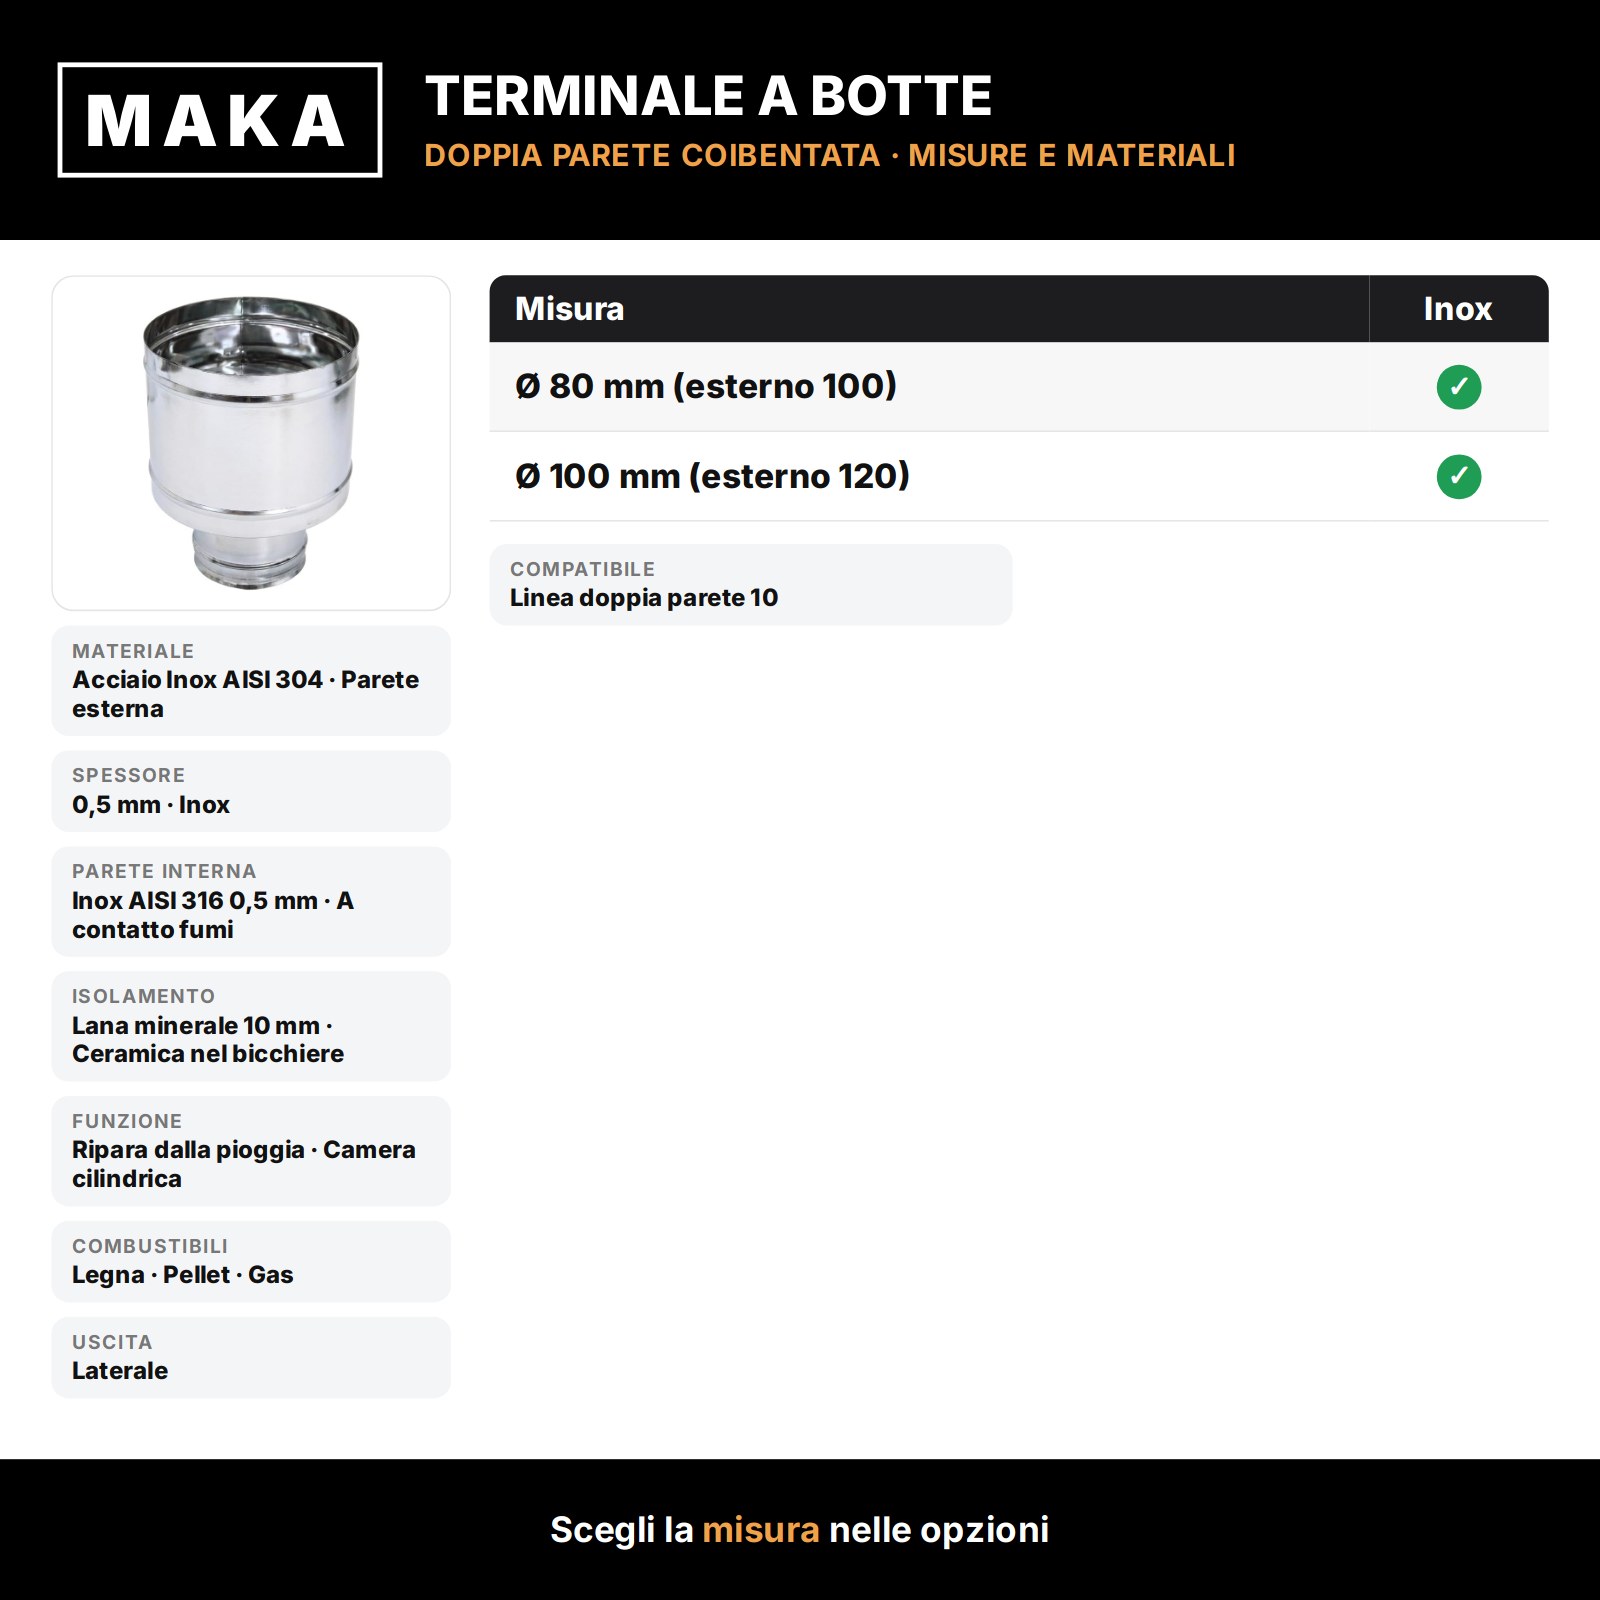 MAKA
TERMINALE A BOTTE
DOPPIA PARETE COIBENTATA · MISURE E MATERIALI
Misura
Inox
Ø 80 mm (esterno 100)
✓
Ø 100 mm (esterno 120)
✓
COMPATIBILE
Linea doppia parete 10
MATERIALE
Acciaio Inox AISI 304 · Parete
esterna
SPESSORE
0,5 mm · Inox
PARETE INTERNA
Inox AISI 316 0,5 mm · A
contatto fumi
ISOLAMENTO
Lana minerale 10 mm ·
Ceramica nel bicchiere
FUNZIONE
Ripara dalla pioggia · Camera
cilindrica
COMBUSTIBILI
Legna · Pellet · Gas
USCITA
Laterale
Scegli la misura nelle opzioni